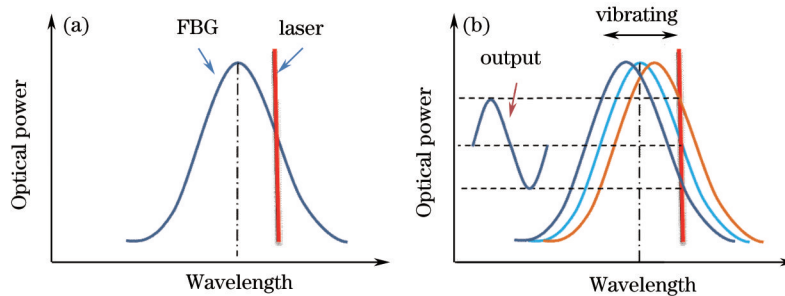 (a)
FBG
laser
Optical power
Wavelength
(b)
vibrating
output
Optical power
Wavelength